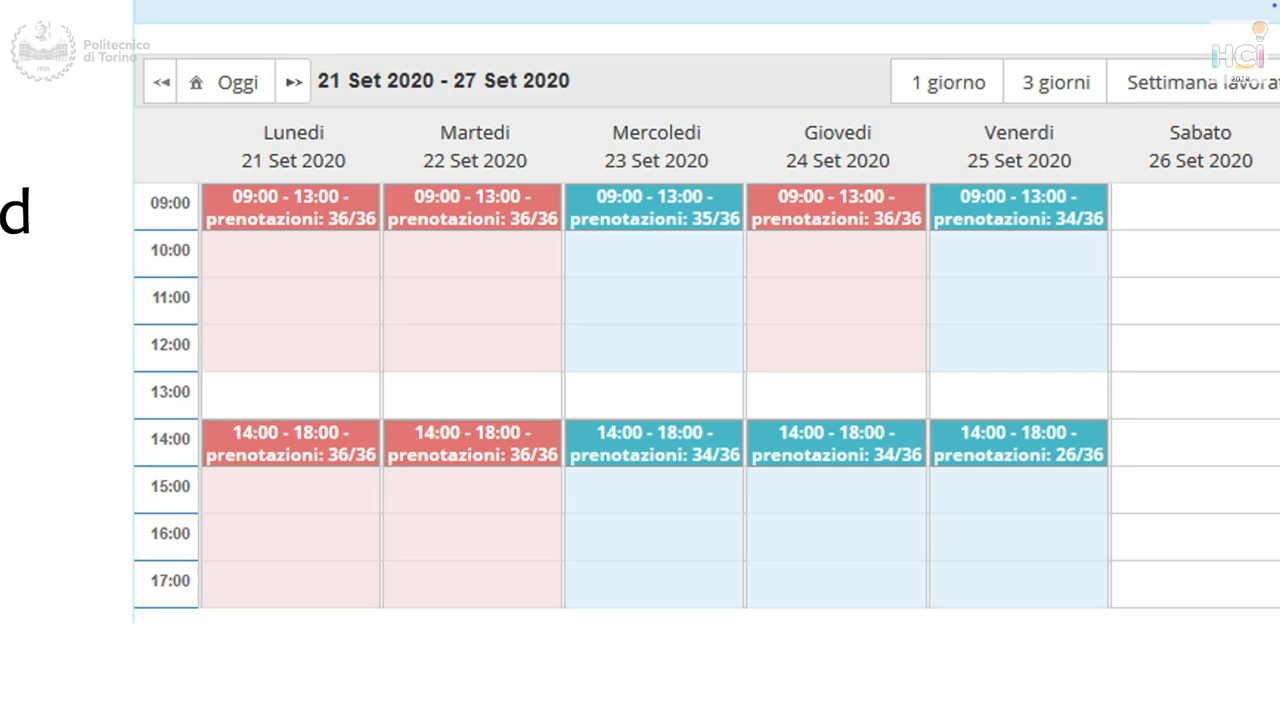 Politecnico
di Torino
1859
HCI
2020
Oggi
21 Set 2020 - 27 Set 2020
1 giorno
3 giorni
Settimana lavorat
Lunedi
21 Set 2020
Martedi
22 Set 2020
Mercoledi
23 Set 2020
Giovedi
24 Set 2020
Venerdi
25 Set 2020
Sabato
26 Set 2020
d
09:00
09:00 - 13:00 -
prenotazioni: 36/36
09:00 - 13:00 -
prenotazioni: 36/36
09:00 - 13:00 -
prenotazioni: 35/36
09:00 - 13:00 -
prenotazioni: 36/36
09:00 - 13:00 -
prenotazioni: 34/36
10:00
11:00
12:00
13:00
14:00
14:00 - 18:00 -
prenotazioni: 36/36
14:00 - 18:00 -
prenotazioni: 36/36
14:00 - 18:00 -
prenotazioni: 34/36
14:00 - 18:00 -
prenotazioni: 34/36
14:00 - 18:00 -
prenotazioni: 26/36
15:00
16:00
17:00